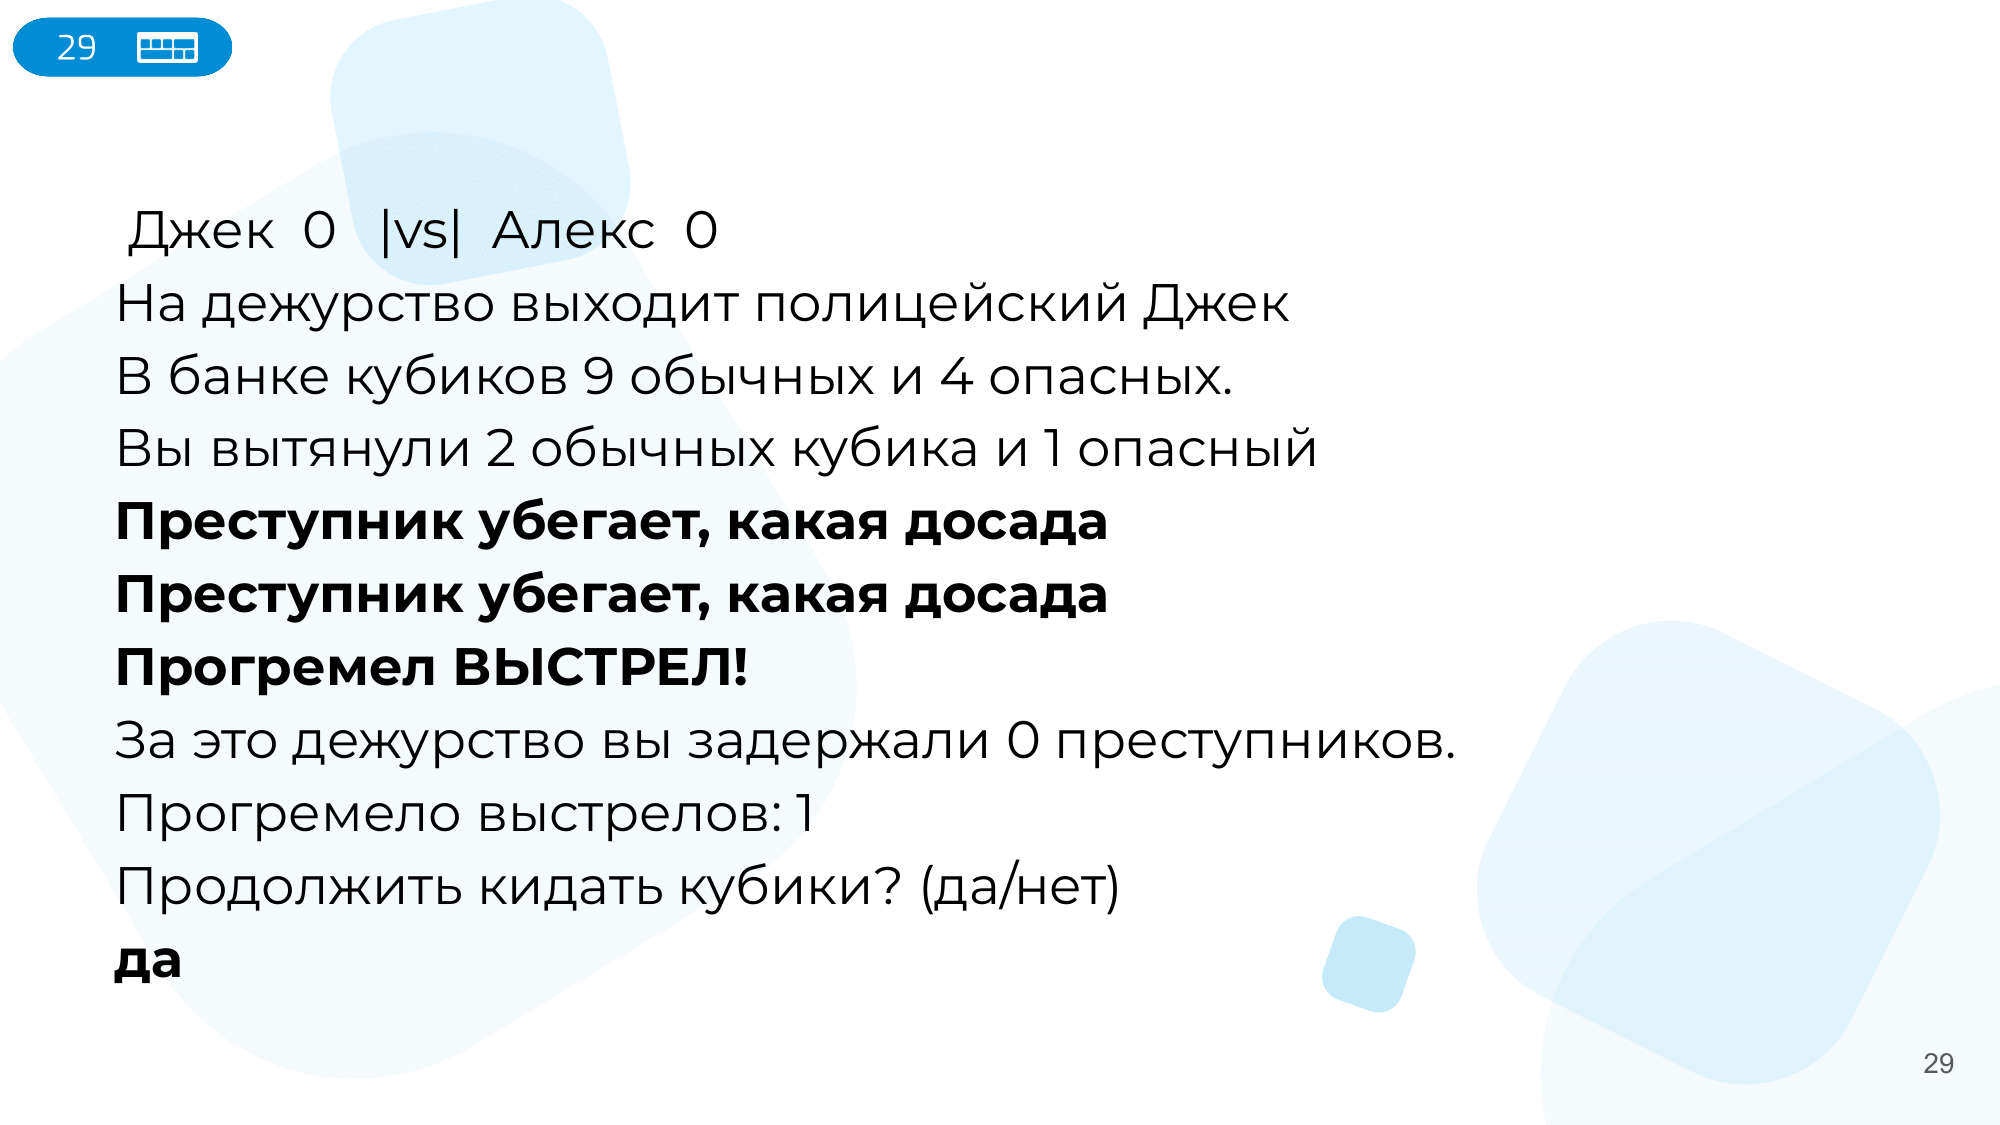 29
Джек 0 |vs| Алекс 0
На дежурство выходит полицейский Джек
В банке кубиков 9 обычных и 4 опасных.
Вы вытянули 2 обычных кубика и 1 опасный
Преступник убегает, какая досада
Преступник убегает, какая досада
Прогремел ВЫСТРЕЛ!
За это дежурство вы задержали 0 преступников.
Прогремело выстрелов: 1
Продолжить кидать кубики? (да/нет)
да
29